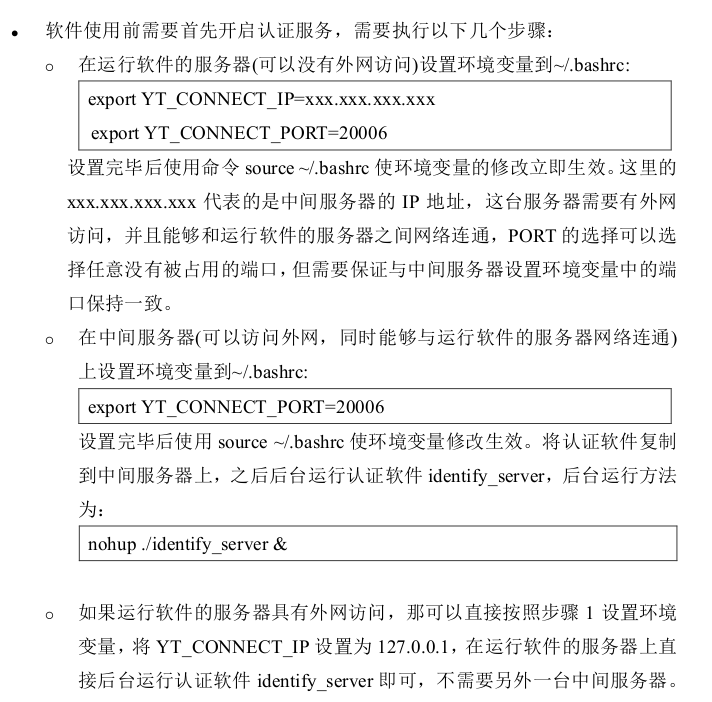 • 软件使用前需要首先开启认证服务，需要执行以下几个步骤：
o 在运行软件的服务器(可以没有外网访问)设置环境变量到~/.bashrc:
export YT_CONNECT_IP=xxx.xxx.xxx.xxx
export YT_CONNECT_PORT=20006
设置完毕后使用命令 source ~/.bashrc 使环境变量的修改立即生效。这里的
xxx.xxx.xxx.xxx 代表的是中间服务器的 IP 地址，这台服务器需要有外网
访问，并且能够和运行软件的服务器之间网络连通，PORT 的选择可以选
择任意没有被占用的端口，但需要保证与中间服务器设置环境变量中的端
口保持一致。
o 在中间服务器(可以访问外网，同时能够与运行软件的服务器网络连通)
上设置环境变量到~/.bashrc:
export YT_CONNECT_PORT=20006
设置完毕后使用 source ~/.bashrc 使环境变量修改生效。将认证软件复制
到中间服务器上，之后后台运行认证软件 identify_server，后台运行方法
为：
nohup ./identify_server &
o 如果运行软件的服务器具有外网访问，那可以直接按照步骤 1 设置环境
变量，将 YT_CONNECT_IP 设置为 127.0.0.1，在运行软件的服务器上直
接后台运行认证软件 identify_server 即可，不需要另外一台中间服务器。